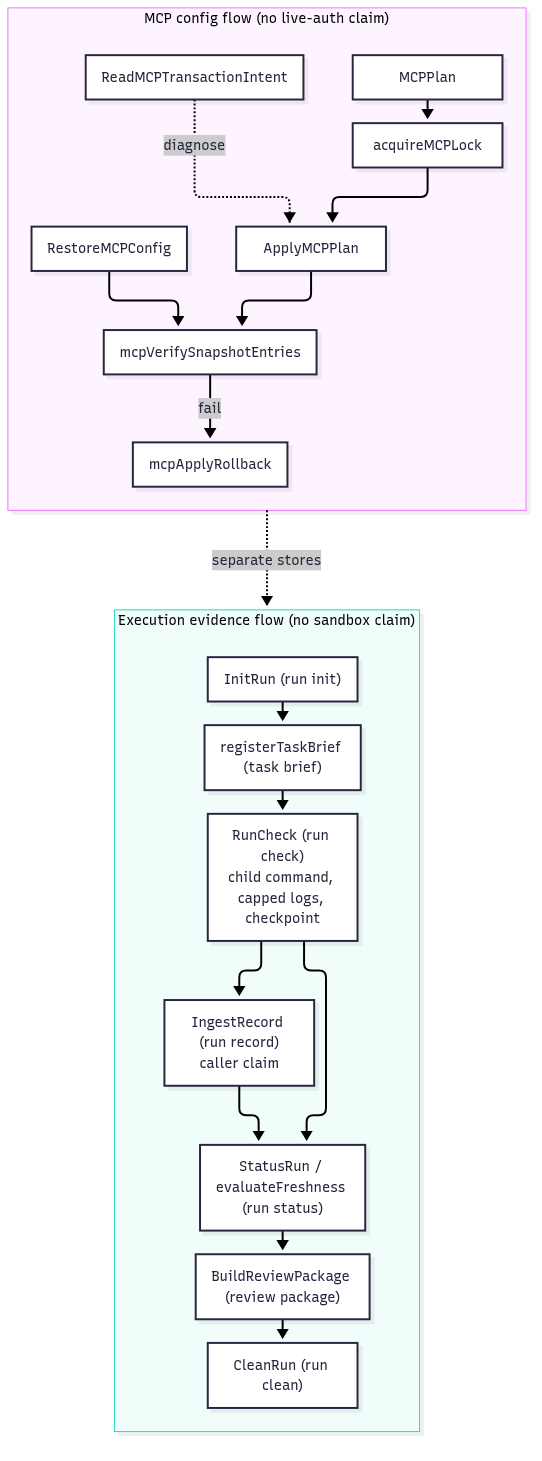 MCP config flow (no live-auth claim)
ReadMCPTransactionIntent
MCPPlan
diagnose
acquireMCPLock
RestoreMCPConfig
ApplyMCPPlan
mcpVerifySnapshotEntries
fail
mcpApplyRollback
separate stores
Execution evidence flow (no sandbox claim)
InitRun (run init)
registerTaskBrief
(task brief)
RunCheck (run
check)
child command,
capped logs,
checkpoint
IngestRecord
(run record)
caller claim
StatusRun /
evaluateFreshness
(run status)
BuildReviewPackage
(review package)
CleanRun (run
clean)